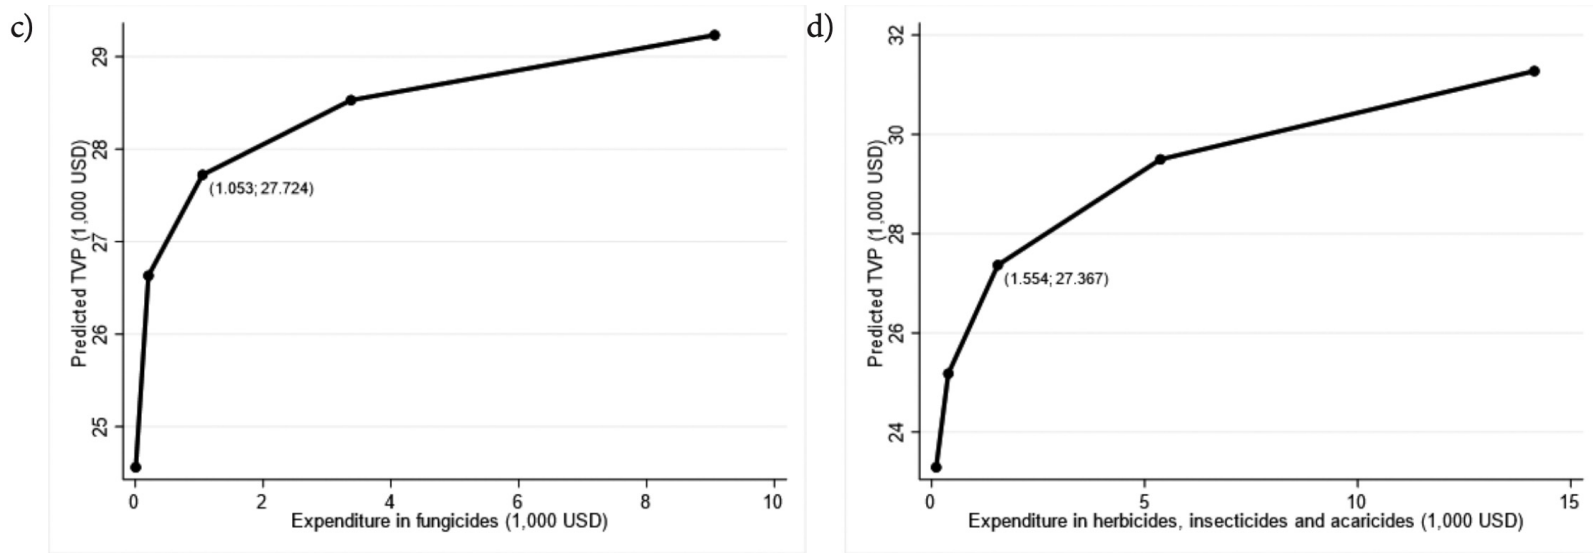 c)
Predicted TVP (1,000 USD)
29
28
27
26
25
(1.053; 27.724)
0 2 4 6 8 10
Expenditure in fungicides (1,000 USD)
d)
Predicted TVP (1,000 USD)
32
30
28
26
24
(1.554; 27.367)
0 5 10 15
Expenditure in herbicides, insecticides and acaricides (1,000 USD)